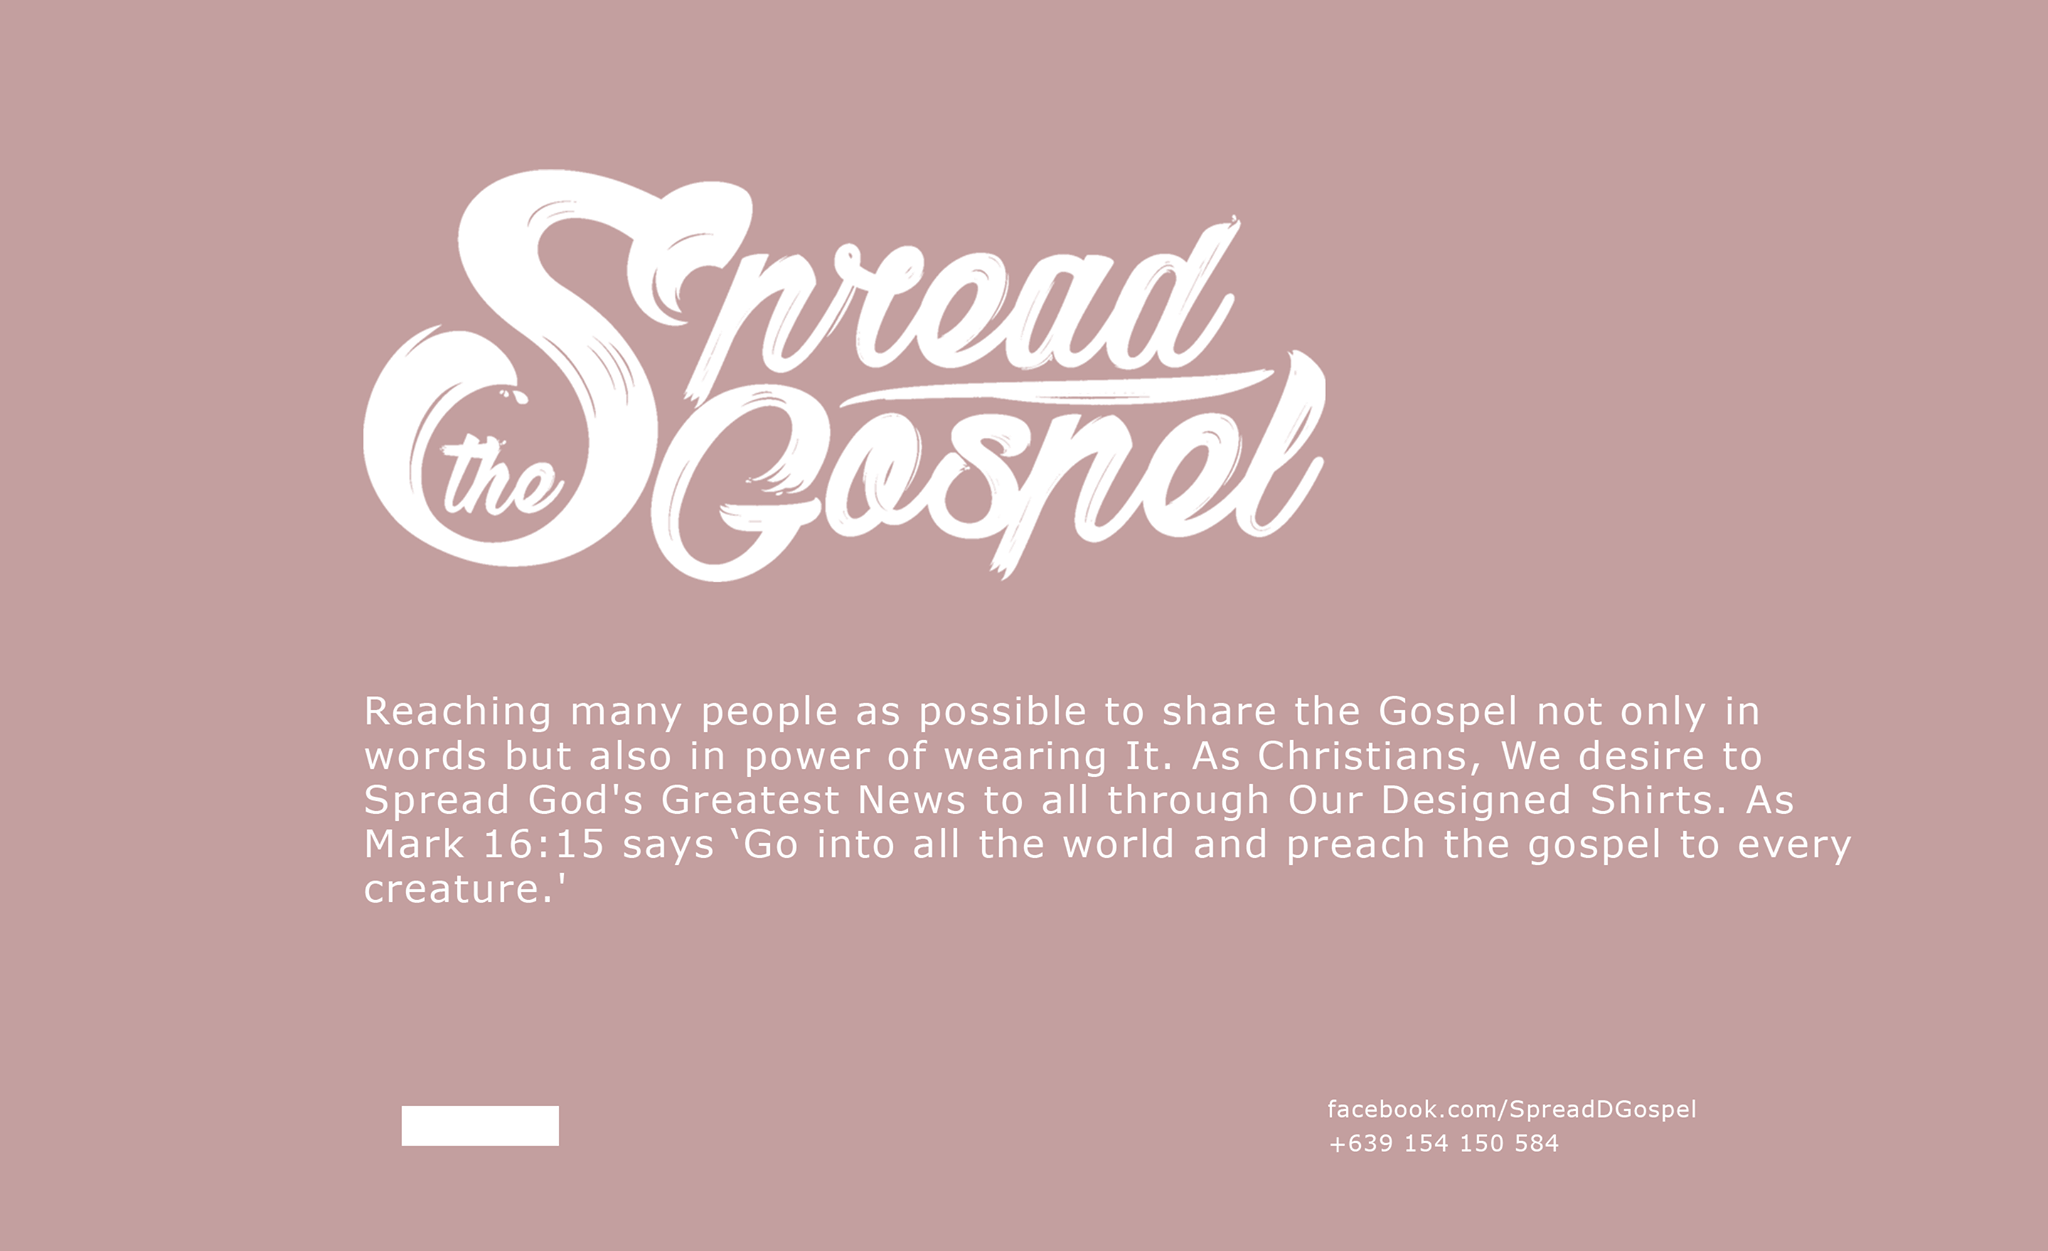 Spread
the Gospel
Reaching many people as possible to share the Gospel not only in
words but also in power of wearing It. As Christians, We desire to
Spread God's Greatest News to all through Our Designed Shirts. As
Mark 16:15 says ‘Go into all the world and preach the gospel to every
creature.'
facebook.com/SpreadDGospel
+639 154 150 584